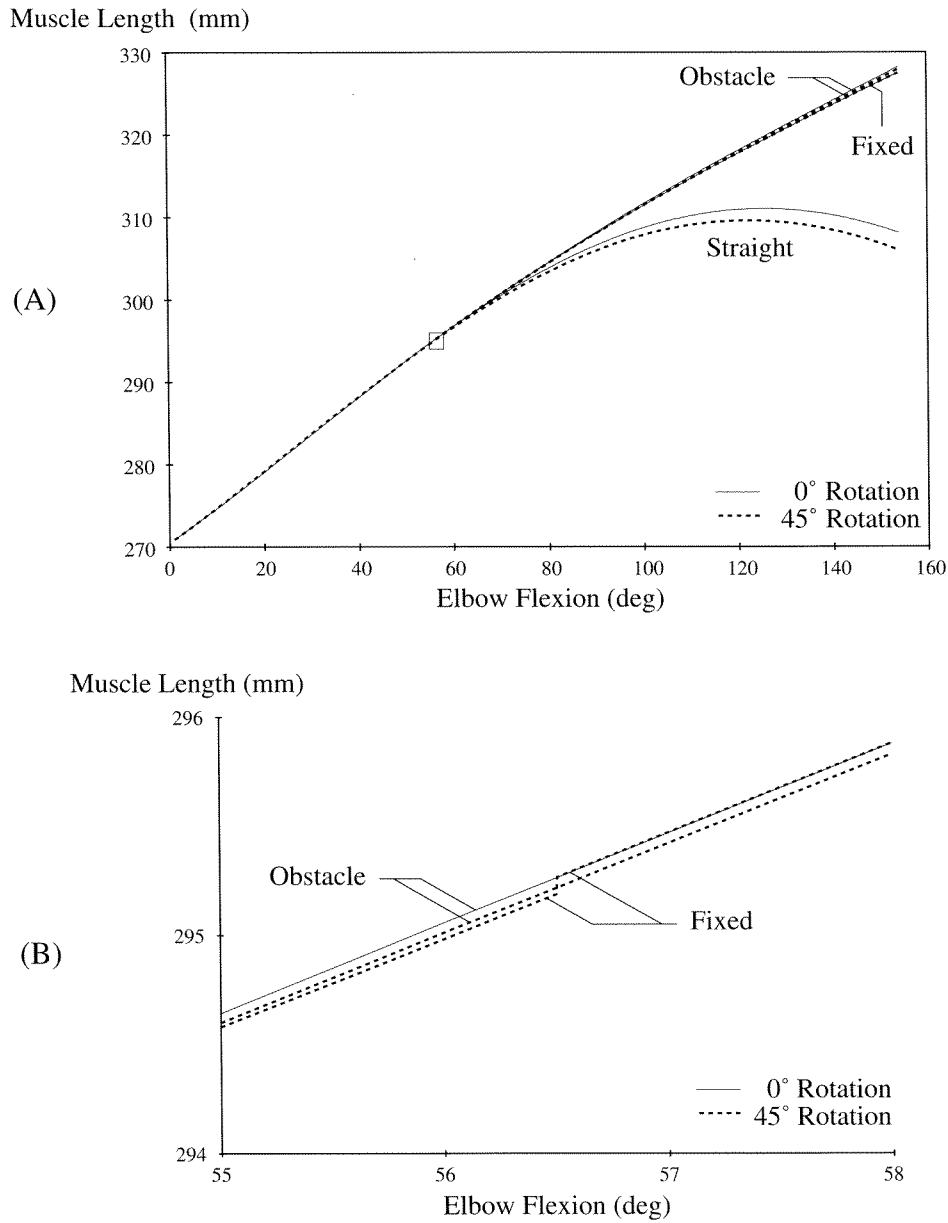 Muscle Length (mm)
330
320
310
300
290
280
270
0
20
40
60
80
100
120
140
160
Elbow Flexion (deg)
Obstacle
Fixed
Straight
(A)
0° Rotation
45° Rotation
Muscle Length (mm)
296
295
294
55
56
57
58
Elbow Flexion (deg)
Obstacle
Fixed
(B)
0° Rotation
45° Rotation